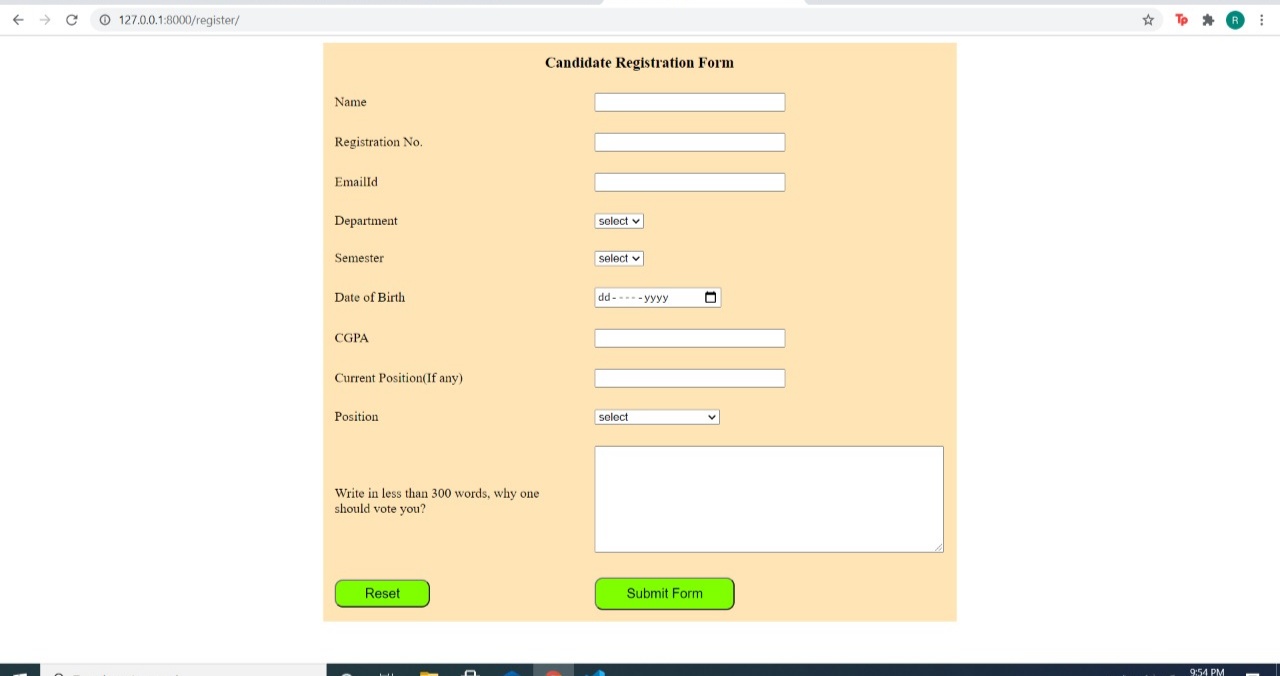 127.0.0.1:8000/register/
Tp
R
Candidate Registration Form
Name
Registration No.
EmailId
Department
select
Semester
select
Date of Birth
dd-----yyyy
CGPA
Current Position(If any)
Position
select
Write in less than 300 words, why one
should vote you?
Reset
Submit Form
9:54 PM